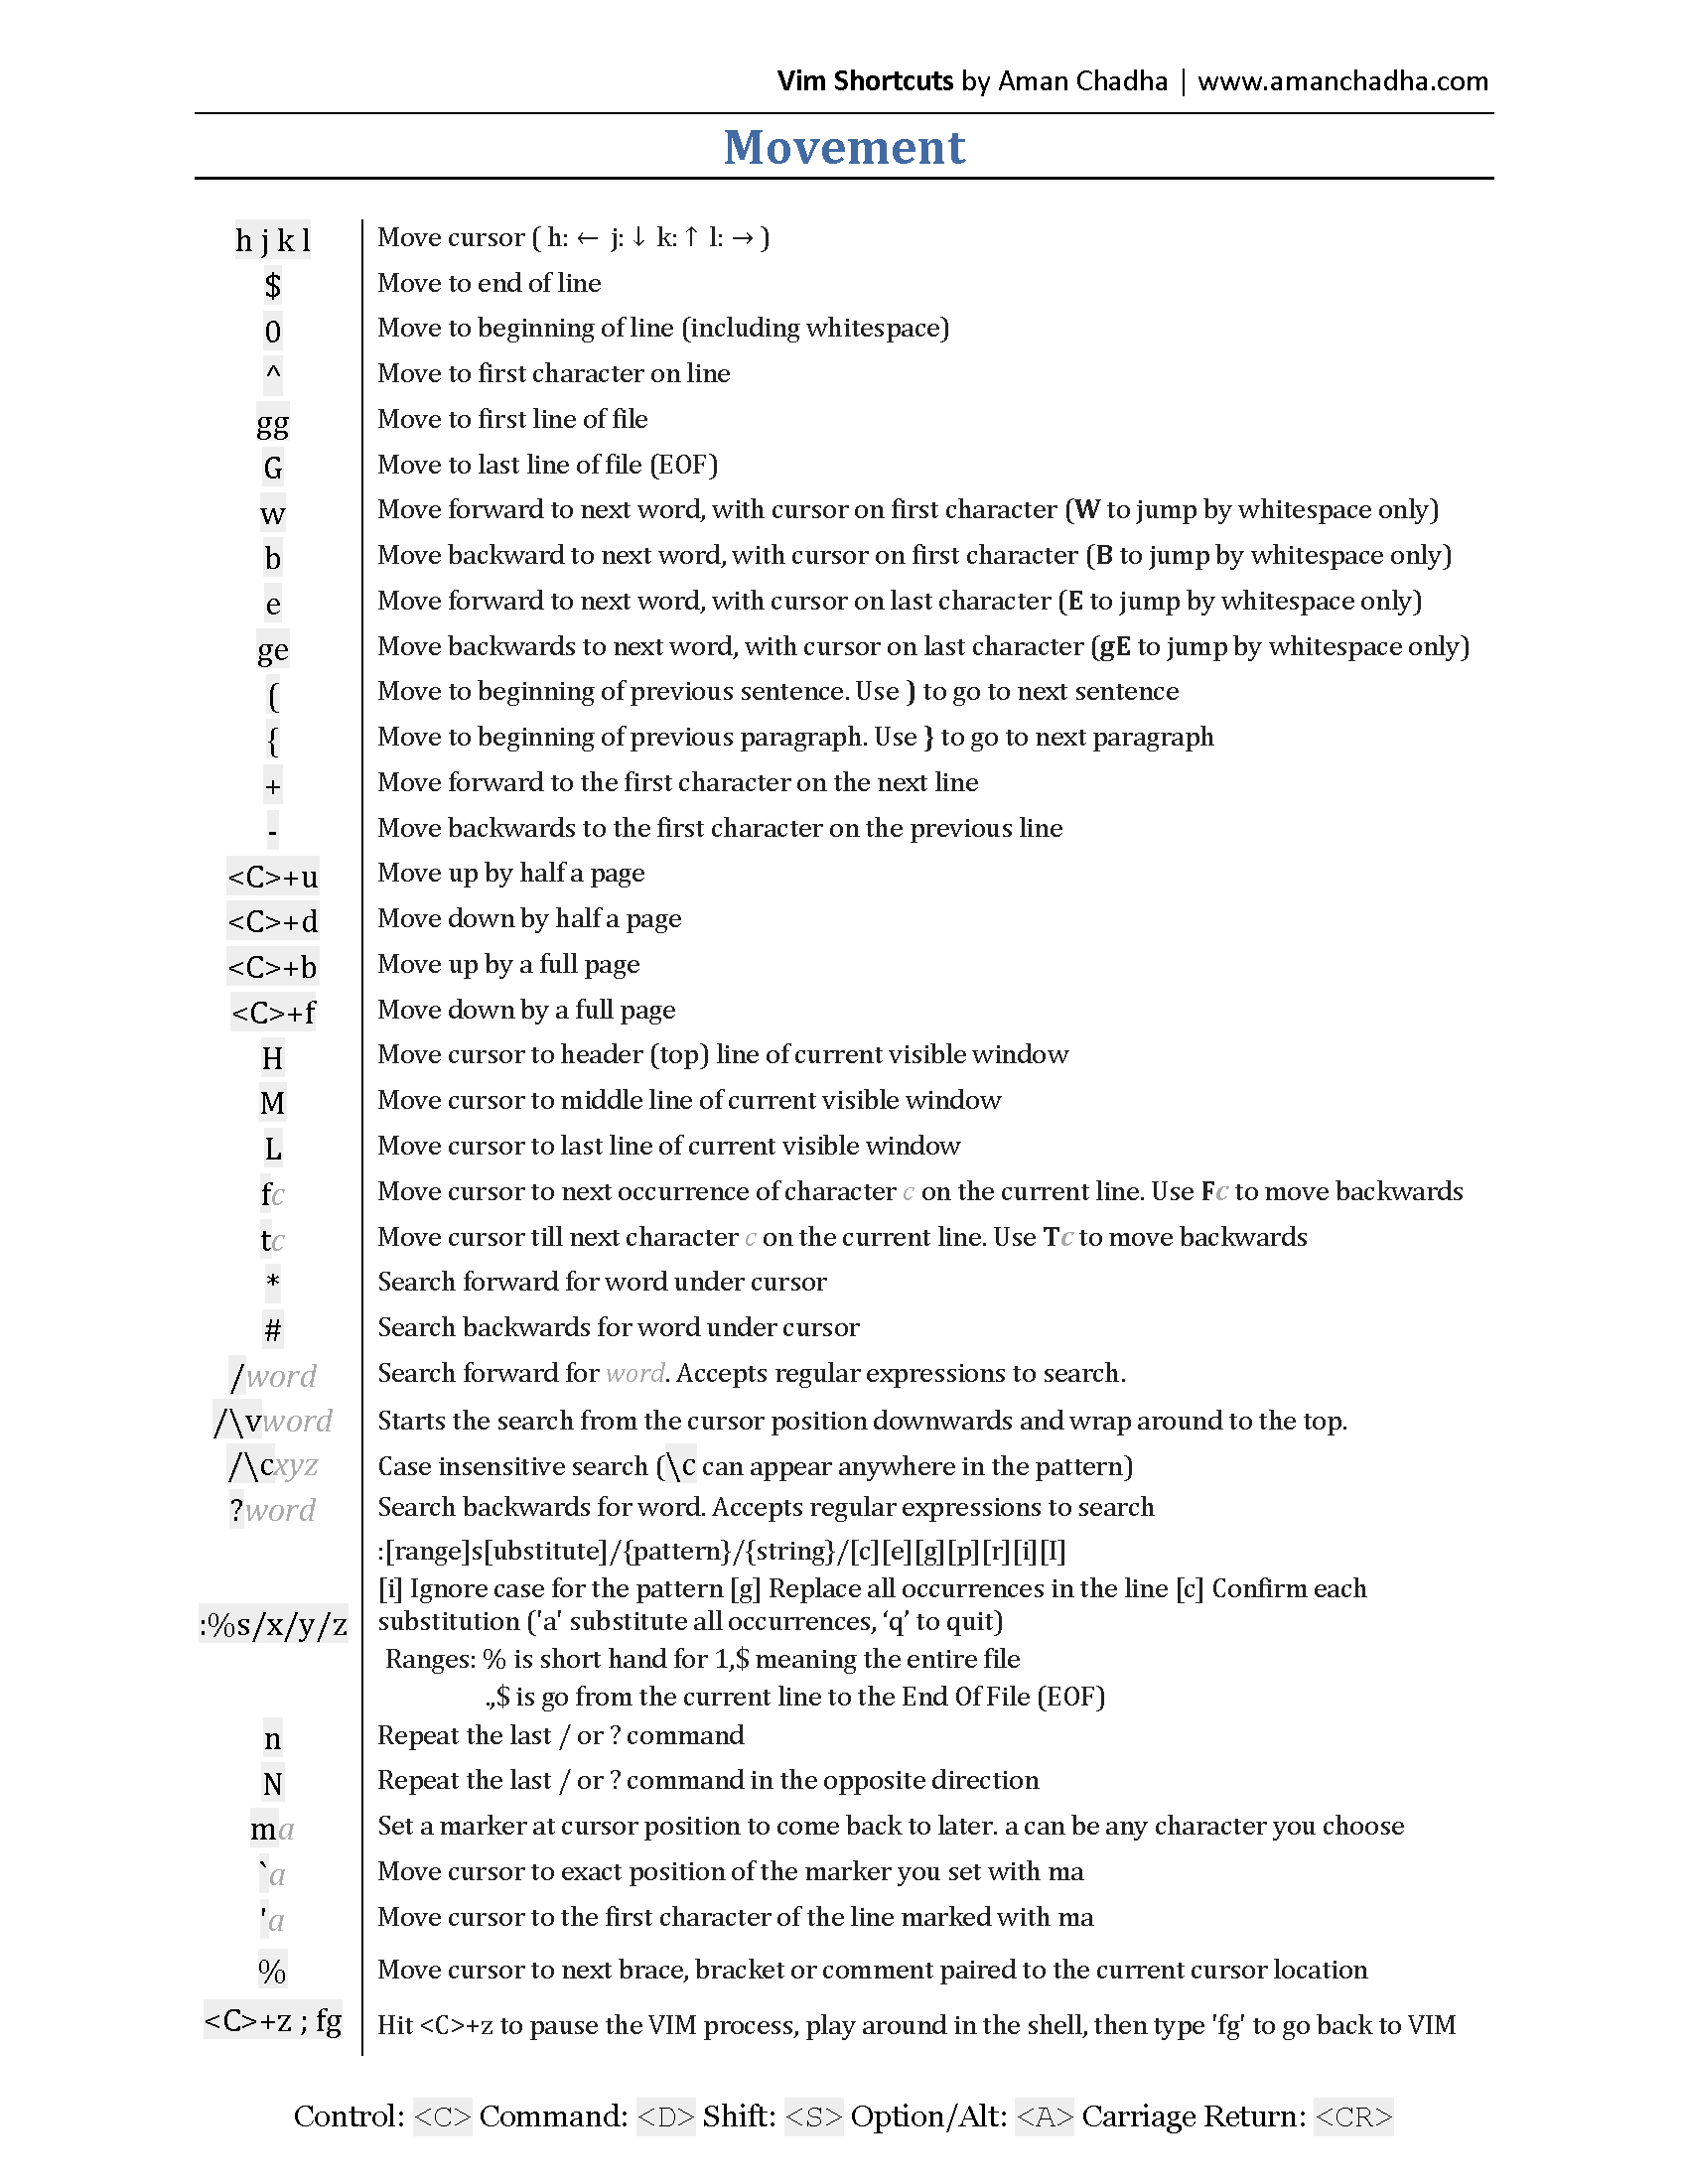 Vim Shortcuts by Aman Chadha | www.amanchadha.com
Movement
h j k l Move cursor ( h: ← j: ↓ k: ↑ l: → )
$ Move to end of line
0 Move to beginning of line (including whitespace)
^ Move to first character on line
gg Move to first line of file
G Move to last line of file (EOF)
w Move forward to next word, with cursor on first character (W to jump by whitespace only)
b Move backward to next word, with cursor on first character (B to jump by whitespace only)
e Move forward to next word, with cursor on last character (E to jump by whitespace only)
ge Move backwards to next word, with cursor on last character (gE to jump by whitespace only)
( Move to beginning of previous sentence. Use ) to go to next sentence
{ Move to beginning of previous paragraph. Use } to go to next paragraph
+ Move forward to the first character on the next line
- Move backwards to the first character on the previous line
<C>+u Move up by half a page
<C>+d Move down by half a page
<C>+b Move up by a full page
<C>+f Move down by a full page
H Move cursor to header (top) line of current visible window
M Move cursor to middle line of current visible window
L Move cursor to last line of current visible window
fc Move cursor to next occurrence of character c on the current line. Use Fc to move backwards
tc Move cursor till next character c on the current line. Use Tc to move backwards
* Search forward for word under cursor
# Search backwards for word under cursor
/word Search forward for word. Accepts regular expressions to search.
/\vword Starts the search from the cursor position downwards and wrap around to the top.
/\cxyz Case insensitive search (\c can appear anywhere in the pattern)
?word Search backwards for word. Accepts regular expressions to search
:[range]s[ubstitute]/{pattern}/{string}/[c][e][g][p][r][i][I]
[i] Ignore case for the pattern [g] Replace all occurrences in the line [c] Confirm each
:%s/x/y/z substitution ('a' substitute all occurrences, ‘q’ to quit)
Ranges: % is short hand for 1,$ meaning the entire file
.,$ is go from the current line to the End Of File (EOF)
n Repeat the last / or ? command
N Repeat the last / or ? command in the opposite direction
ma Set a marker at cursor position to come back to later. a can be any character you choose
`a Move cursor to exact position of the marker you set with ma
'a Move cursor to the first character of the line marked with ma
% Move cursor to next brace, bracket or comment paired to the current cursor location
<C>+z ; fg Hit <C>+z to pause the VIM process, play around in the shell, then type 'fg' to go back to VIM
Control: <C> Command: <D> Shift: <S> Option/Alt: <A> Carriage Return: <CR>